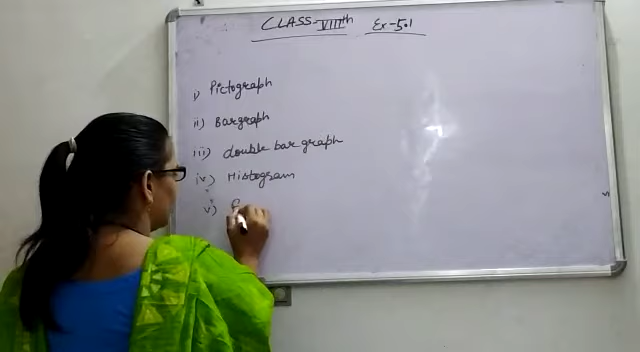 CLASS-VIIIth Ex-5.1
i) Pictograph
ii) Bargraph
iii) double bar graph
iv) Histogram
v)